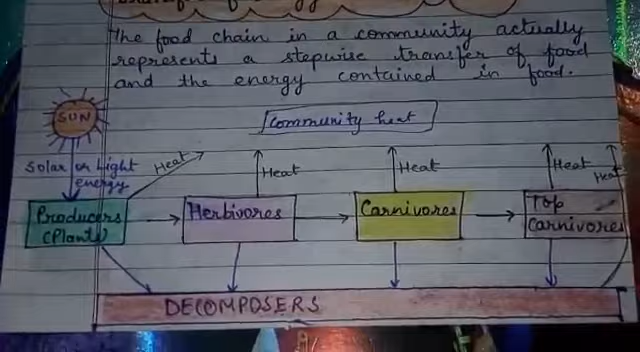 The food chain in a community actually
represents a stepwise transfer of food
and the energy contained in food.
SUN
Community heat
Solar or Light
energy
Heat
Heat
Heat
Heat
Heat
Producers
(Plant)
Herbivores
Carnivores
Top
Carnivores
DECOMPOSERS